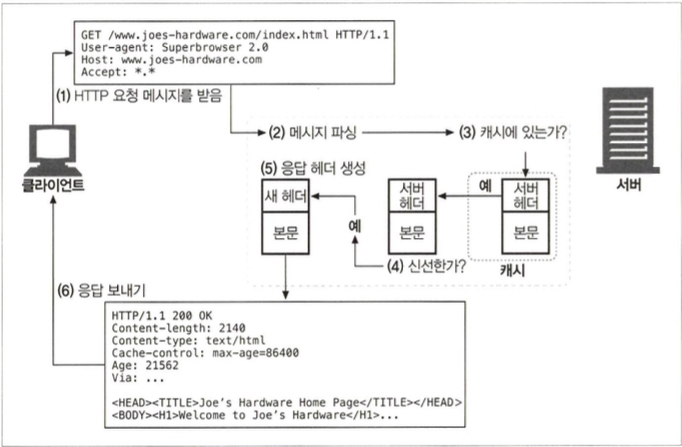 GET /www.joes-hardware.com/index.html HTTP/1.1
User-agent: Superbrowser 2.0
Host: www.joes-hardware.com
Accept: *.*
(1) HTTP 요청 메시지를 받음
(2) 메시지 파싱
(3) 캐시에 있는가?
클라이언트
서버
(5) 응답 헤더 생성
새 헤더
본문
예
서버
헤더
본문
예
서버
헤더
본문
(4) 신선한가?
캐시
(6) 응답 보내기
HTTP/1.1 200 OK
Content-length: 2140
Content-type: text/html
Cache-control: max-age=86400
Age: 21562
Via: ...
<HEAD><TITLE>Joe's Hardware Home Page</TITLE></HEAD>
<BODY><H1>Welcome to Joe's Hardware</H1>...